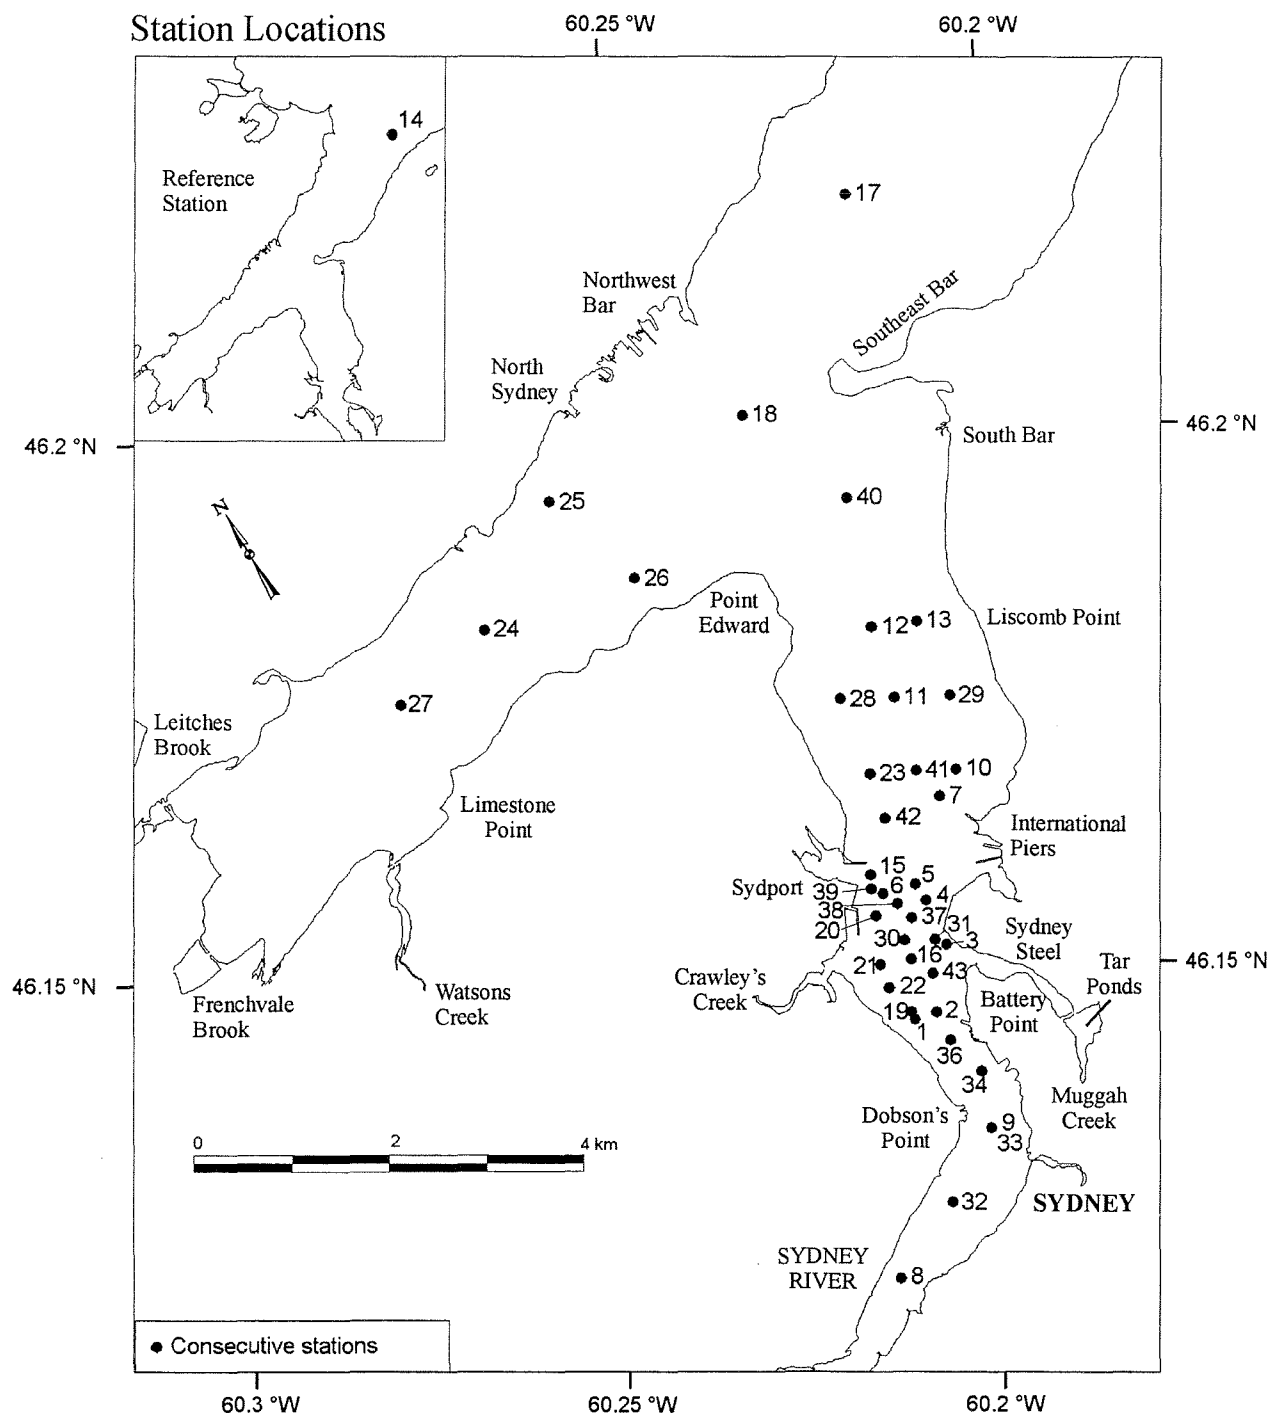 Station Locations
60.25 °W
60.2 °W
14
Reference
Station
17
Northwest
Bar
Southeast Bar
North
Sydney
18
46.2 °N
46.2 °N
South Bar
25
40
N
26
Point
Edward
24
12
13
Liscomb Point
27
28
11
29
Leitches
Brook
23
41
10
7
Limestone
Point
42
International
Piers
15
5
Sydport
39
6
4
38
37
31
20
30
3
Sydney
Steel
16
21
43
Tar
Ponds
46.15 °N
46.15 °N
Crawley's
Creek
22
Battery
Point
Frenchvale
Brook
Watsons
Creek
19
2
1
36
34
Muggah
Creek
Dobson's
Point
9
33
0
2
4 km
32
SYDNEY
SYDNEY
RIVER
8
Consecutive stations
60.3 °W
60.25 °W
60.2 °W